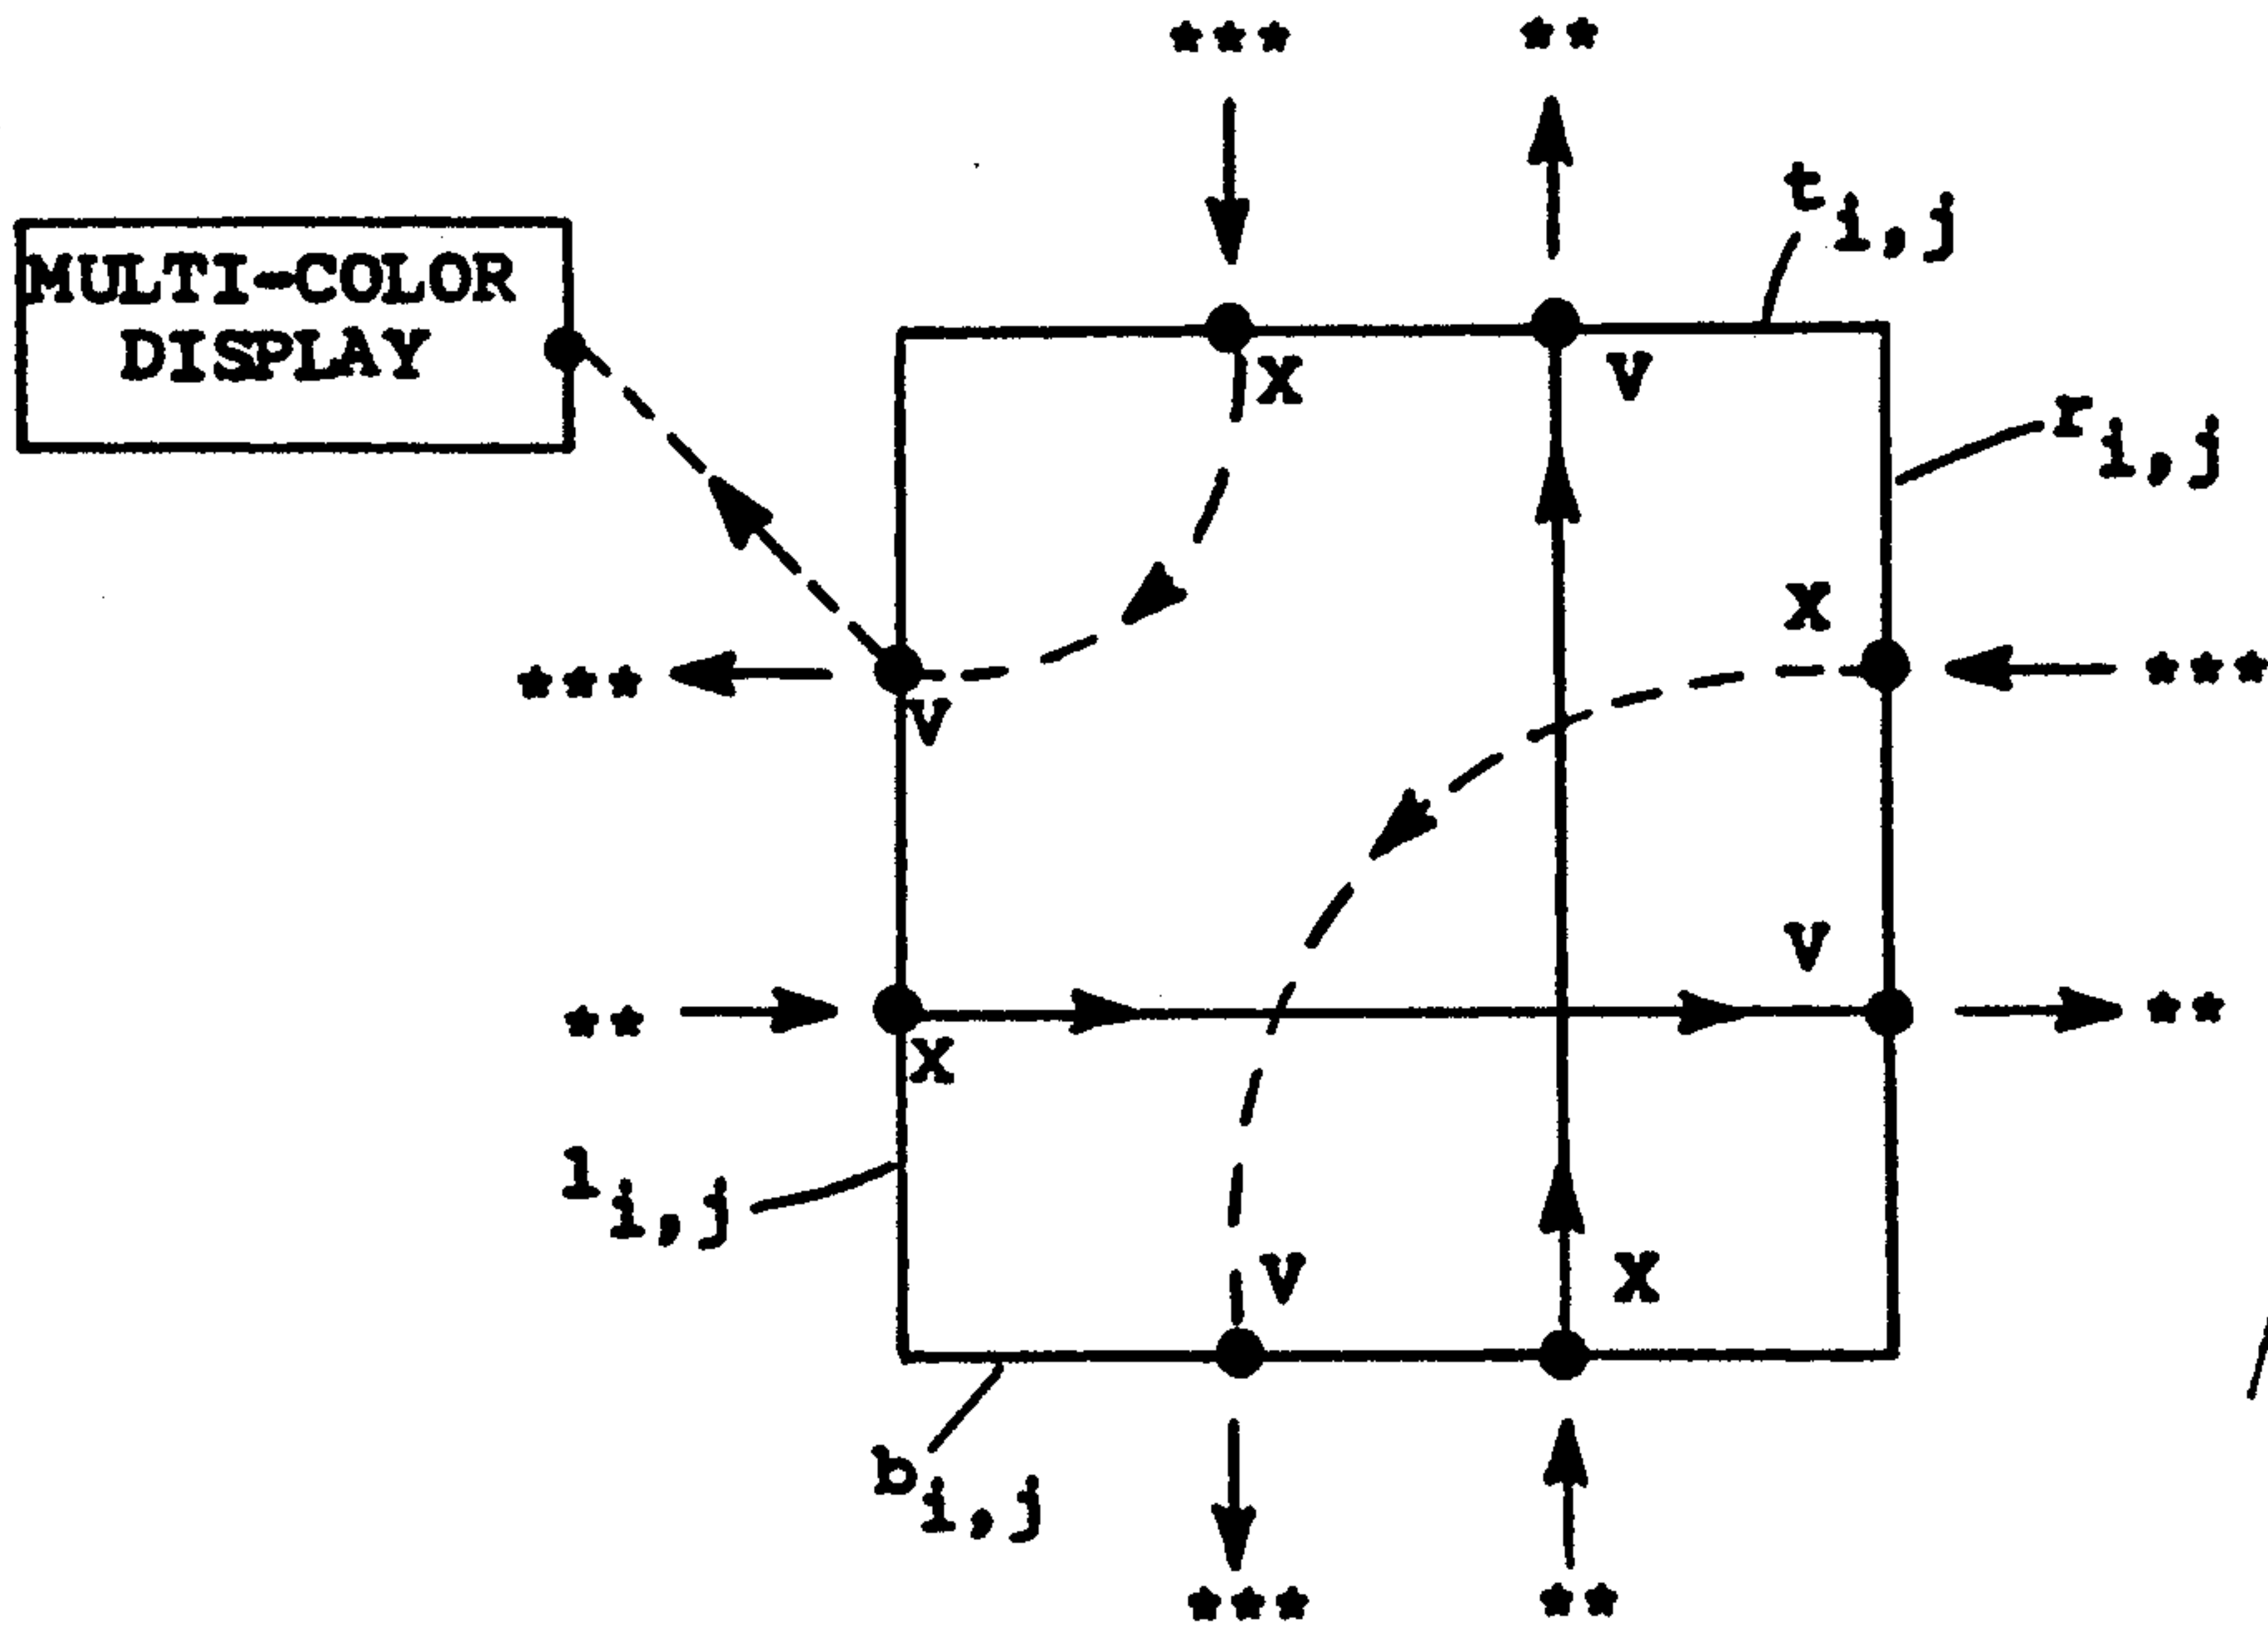 *** **
t i,j
MULTI-COLOR
DISPLAY
x v
r i,j
x
*** ***
v
v
** **
x
l i,j
v x
b i,j
*** **